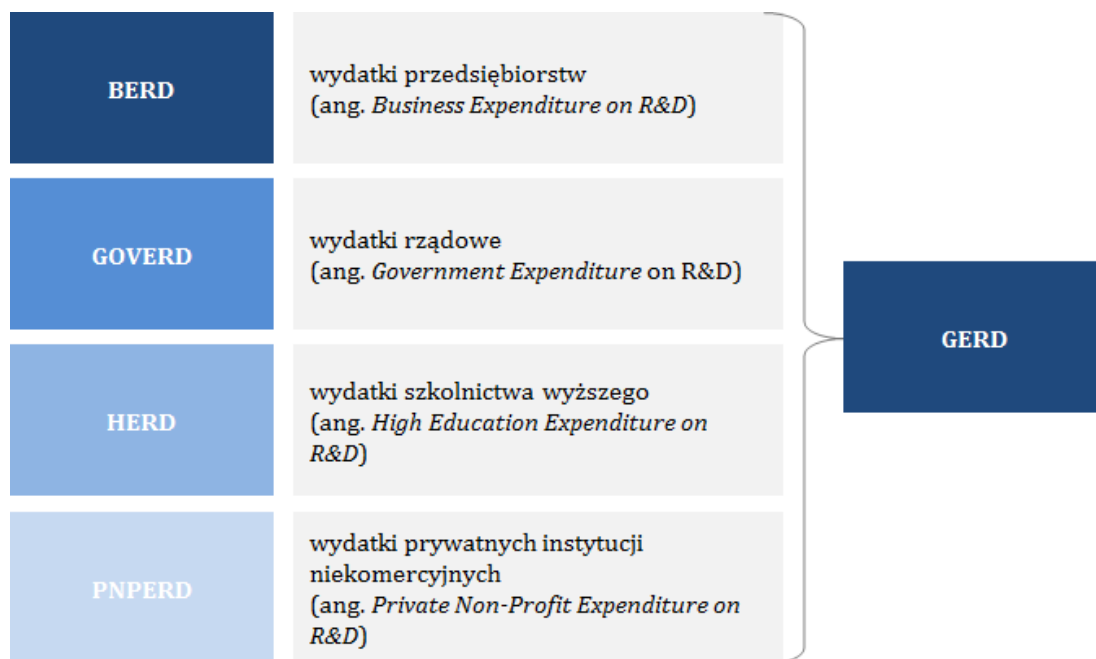 BERD
wydatki przedsiębiorstw
(ang. Business Expenditure on R&D)
GOVERD
wydatki rządowe
(ang. Government Expenditure on R&D)
HERD
wydatki szkolnictwa wyższego
(ang. High Education Expenditure on
R&D)
PNPERD
wydatki prywatnych instytucji
niekomercyjnych
(ang. Private Non-Profit Expenditure on
R&D)
GERD